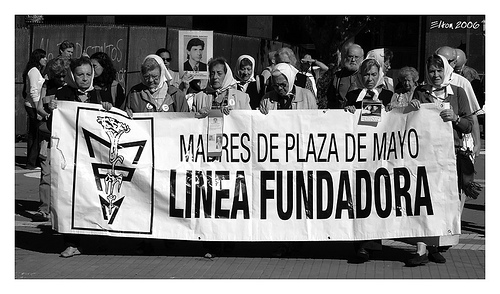 Elton 2006
MADRES DE PLAZA DE MAYO
LINEA FUNDADORA